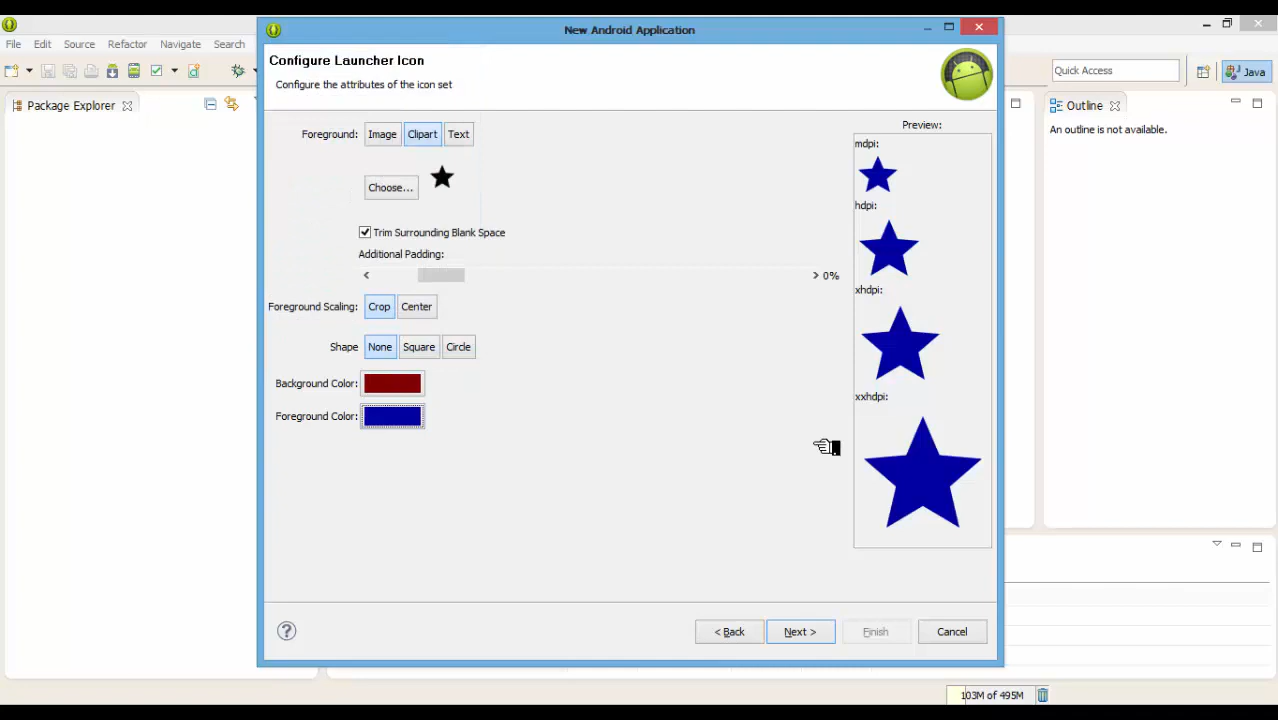 New Android Application
File Edit Source Refactor Navigate Search
Configure Launcher Icon
Configure the attributes of the icon set
Quick Access
Java
Package Explorer
Outline
An outline is not available.
Foreground: Image Clipart Text
Choose...
Trim Surrounding Blank Space
Additional Padding:
< > 0%
Foreground Scaling: Crop Center
Shape None Square Circle
Background Color:
Foreground Color:
Preview:
mdpi:
hdpi:
xhdpi:
xxhdpi:
?
< Back Next > Finish Cancel
103M of 495M